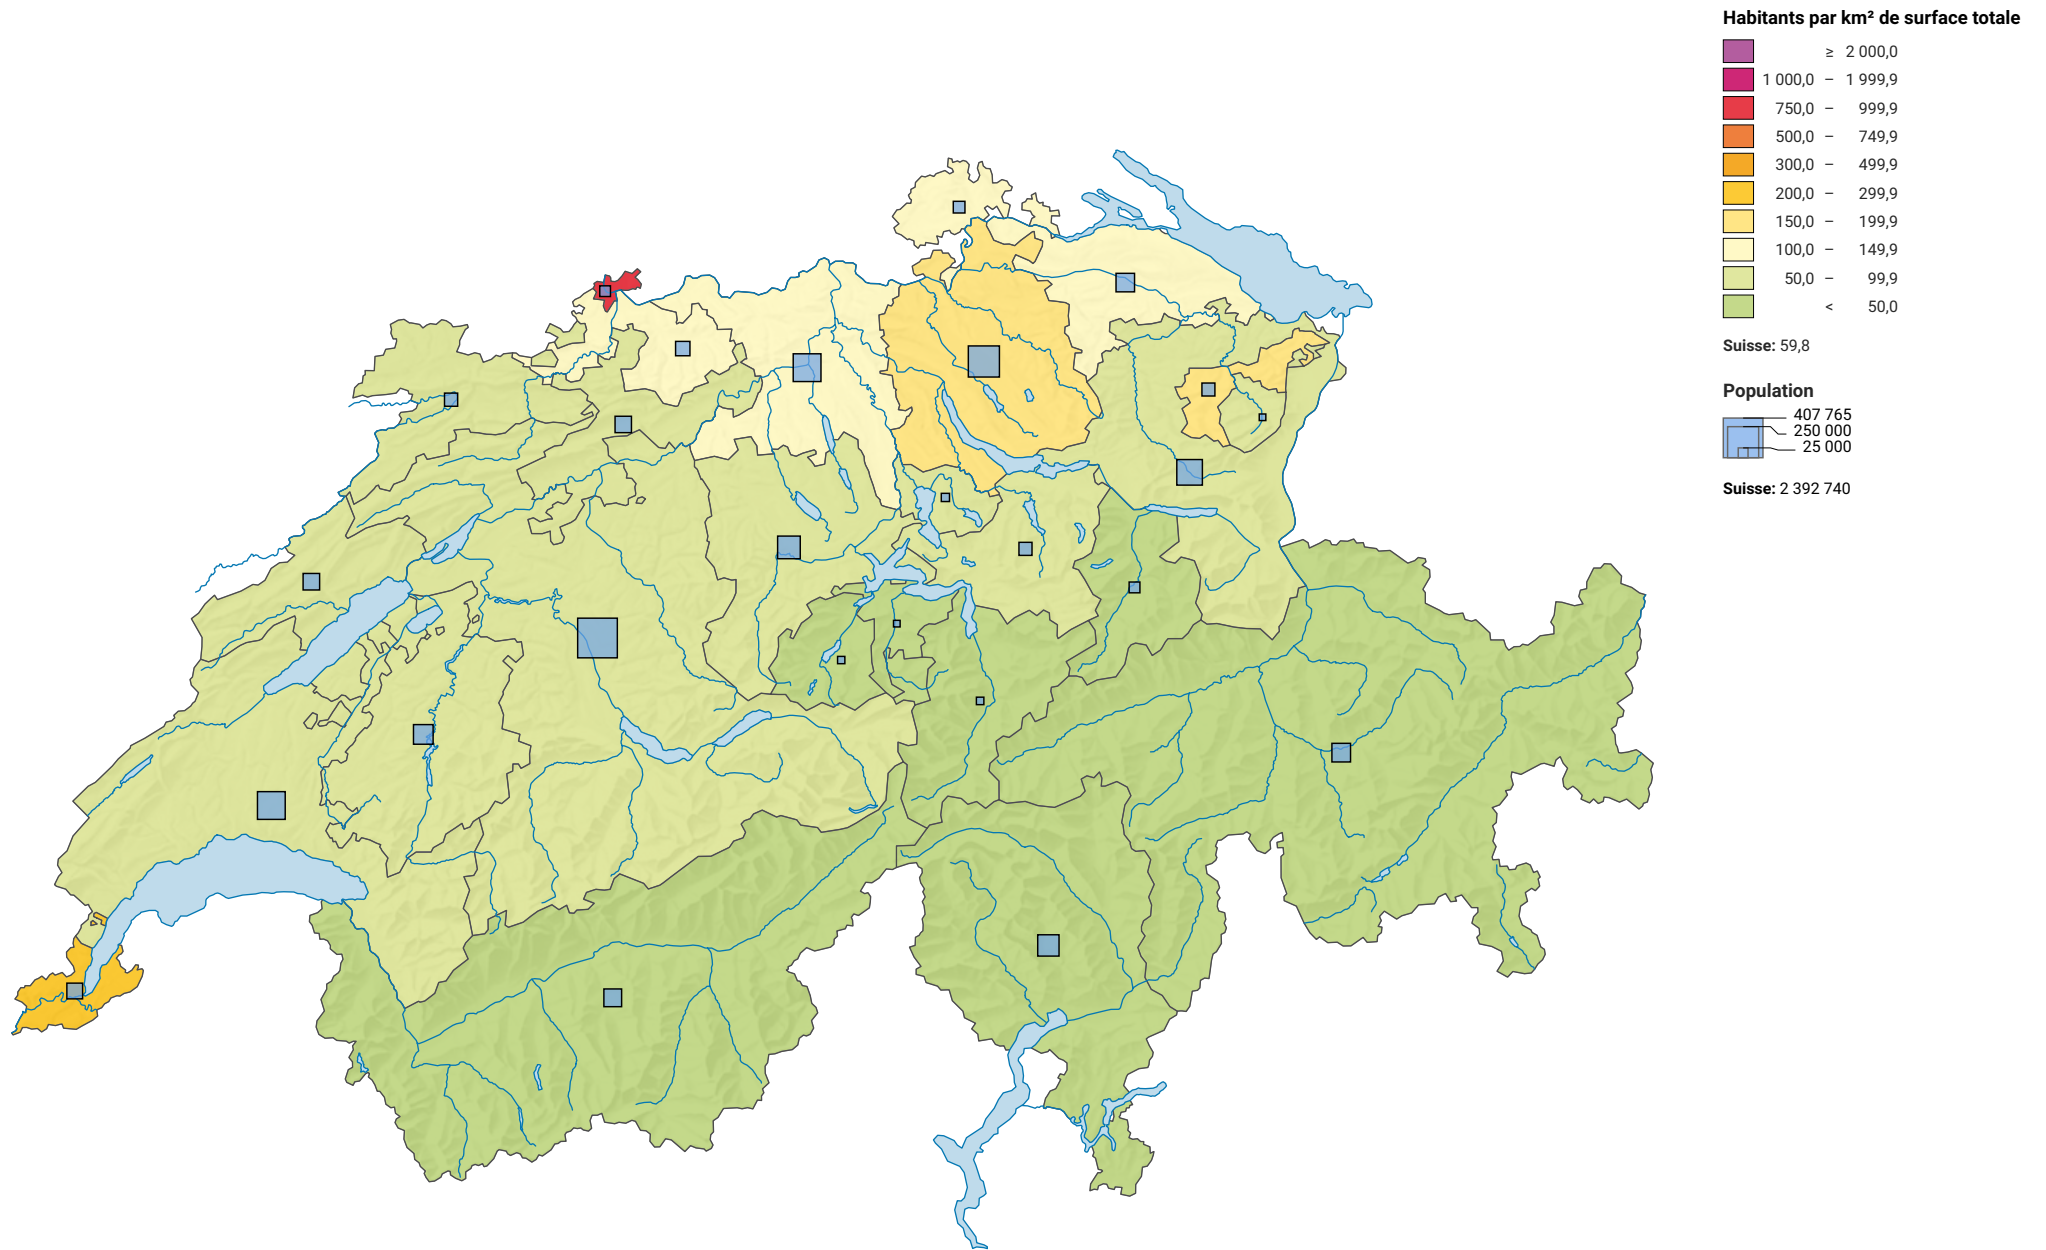 Habitants par km² de surface totale
≥ 2 000,0
1 000,0 – 1 999,9
750,0 – 999,9
500,0 – 749,9
300,0 – 499,9
200,0 – 299,9
150,0 – 199,9
100,0 – 149,9
50,0 – 99,9
< 50,0
Suisse: 59,8
Population
407 765
250 000
25 000
Suisse: 2 392 740